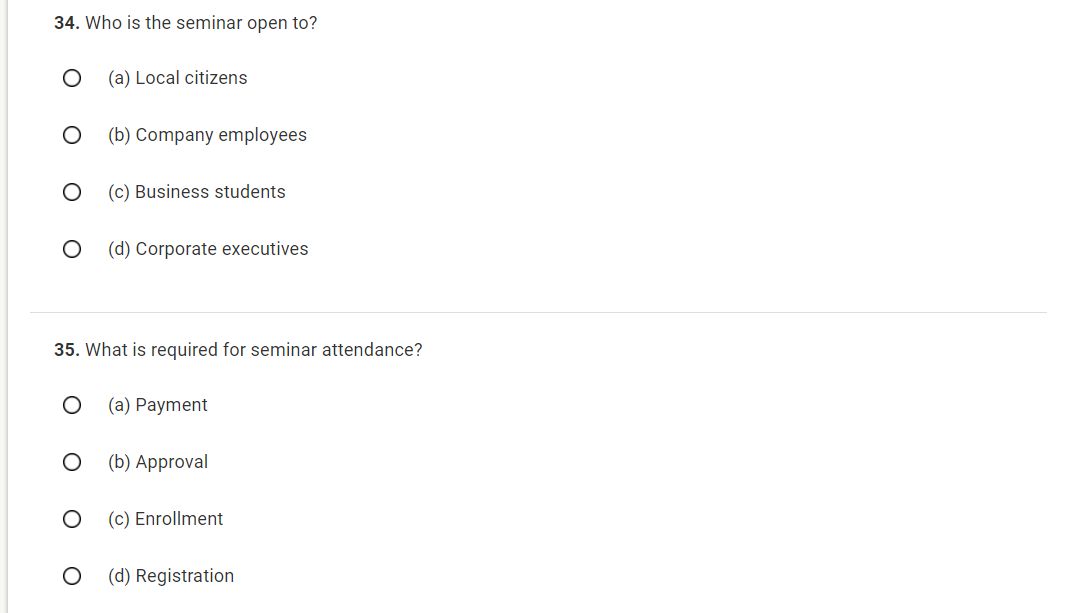 34. Who is the seminar open to?
(a) Local citizens
(b) Company employees
(c) Business students
(d) Corporate executives
35. What is required for seminar attendance?
(a) Payment
(b) Approval
(c) Enrollment
(d) Registration